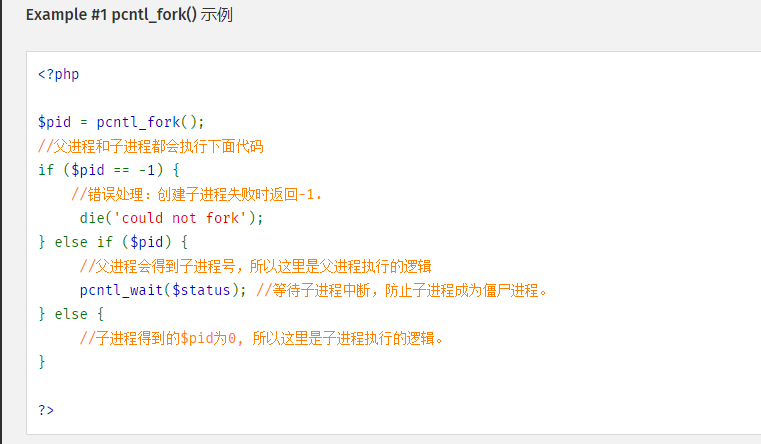 Example #1 pcntl_fork() 示例
<?php
$pid = pcntl_fork();
//父进程和子进程都会执行下面代码
if ($pid == -1) {
//错误处理：创建子进程失败时返回-1.
die('could not fork');
} else if ($pid) {
//父进程会得到子进程号，所以这里是父进程执行的逻辑
pcntl_wait($status); //等待子进程中断，防止子进程成为僵尸进程。
} else {
//子进程得到的$pid为0, 所以这里是子进程执行的逻辑。
}
?>